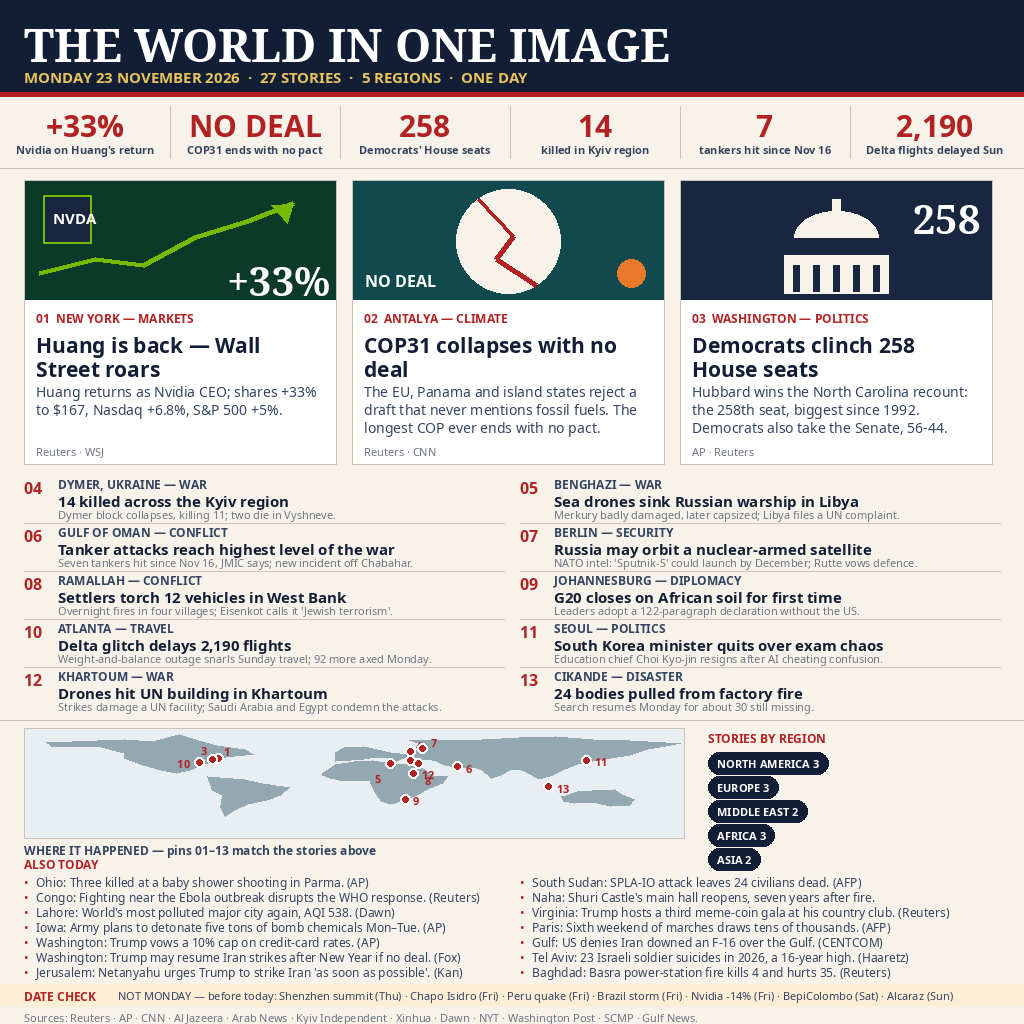 THE WORLD IN ONE IMAGE
MONDAY 23 NOVEMBER 2026 · 27 STORIES · 5 REGIONS · ONE DAY
+33%
Nvidia on Huang's return
NO DEAL
COP31 ends with no pact
258
Democrats' House seats
14
killed in Kyiv region
7
tankers hit since Nov 16
2,190
Delta flights delayed Sun
NVDA
+33%
01 NEW YORK — MARKETS
Huang is back — Wall
Street roars
Huang returns as Nvidia CEO; shares +33%
to $167, Nasdaq +6.8%, S&P 500 +5%.
Reuters · WSJ
NO DEAL
02 ANTALYA — CLIMATE
COP31 collapses with no
deal
The EU, Panama and island states reject a
draft that never mentions fossil fuels. The
longest COP ever ends with no pact.
Reuters · CNN
258
03 WASHINGTON — POLITICS
Democrats clinch 258
House seats
Hubbard wins the North Carolina recount:
the 258th seat, biggest since 1992.
Democrats also take the Senate, 56-44.
AP · Reuters
04 DYMER, UKRAINE — WAR
14 killed across the Kyiv region
Dymer block collapses, killing 11; two die in Vyshneve.
05 BENGHAZI — WAR
Sea drones sink Russian warship in Libya
Merkury badly damaged, later capsized; Libya files a UN complaint.
06 GULF OF OMAN — CONFLICT
Tanker attacks reach highest level of the war
Seven tankers hit since Nov 16, JMIC says; new incident off Chabahar.
07 BERLIN — SECURITY
Russia may orbit a nuclear-armed satellite
NATO intel: 'Sputnik-S' could launch by December; Rutte vows defence.
08 RAMALLAH — CONFLICT
Settlers torch 12 vehicles in West Bank
Overnight fires in four villages; Eisenkot calls it 'Jewish terrorism'.
09 JOHANNESBURG — DIPLOMACY
G20 closes on African soil for first time
Leaders adopt a 122-paragraph declaration without the US.
10 ATLANTA — TRAVEL
Delta glitch delays 2,190 flights
Weight-and-balance outage snarls Sunday travel; 92 more axed Monday.
11 SEOUL — POLITICS
South Korea minister quits over exam chaos
Education chief Choi Kyo-jin resigns after AI cheating confusion.
12 KHARTOUM — WAR
Drones hit UN building in Khartoum
Strikes damage a UN facility; Saudi Arabia and Egypt condemn the attacks.
13 CIKANDE — DISASTER
24 bodies pulled from factory fire
Search resumes Monday for about 30 still missing.
3 1
10
7
5
12
8
6
9
11
13
WHERE IT HAPPENED — pins 01–13 match the stories above
STORIES BY REGION
NORTH AMERICA 3
EUROPE 3
MIDDLE EAST 2
AFRICA 3
ASIA 2
ALSO TODAY
• Ohio: Three killed at a baby shower shooting in Parma. (AP)
• Congo: Fighting near the Ebola outbreak disrupts the WHO response. (Reuters)
• Lahore: World's most polluted major city again, AQI 538. (Dawn)
• Iowa: Army plans to detonate five tons of bomb chemicals Mon–Tue. (AP)
• Washington: Trump vows a 10% cap on credit-card rates. (AP)
• Washington: Trump may resume Iran strikes after New Year if no deal. (Fox)
• Jerusalem: Netanyahu urges Trump to strike Iran 'as soon as possible'. (Kan)
• South Sudan: SPLA-IO attack leaves 24 civilians dead. (AFP)
• Naha: Shuri Castle's main hall reopens, seven years after fire.
• Virginia: Trump hosts a third meme-coin gala at his country club. (Reuters)
• Paris: Sixth weekend of marches draws tens of thousands. (AFP)
• Gulf: US denies Iran downed an F-16 over the Gulf. (CENTCOM)
• Tel Aviv: 23 Israeli soldier suicides in 2026, a 16-year high. (Haaretz)
• Baghdad: Basra power-station fire kills 4 and hurts 35. (Reuters)
DATE CHECK NOT MONDAY — before today: Shenzhen summit (Thu) · Chapo Isidro (Fri) · Peru quake (Fri) · Brazil storm (Fri) · Nvidia -14% (Fri) · BepiColombo (Sat) · Alcaraz (Sun)
Sources: Reuters · AP · CNN · Al Jazeera · Arab News · Kyiv Independent · Xinhua · Dawn · NYT · Washington Post · SCMP · Gulf News.